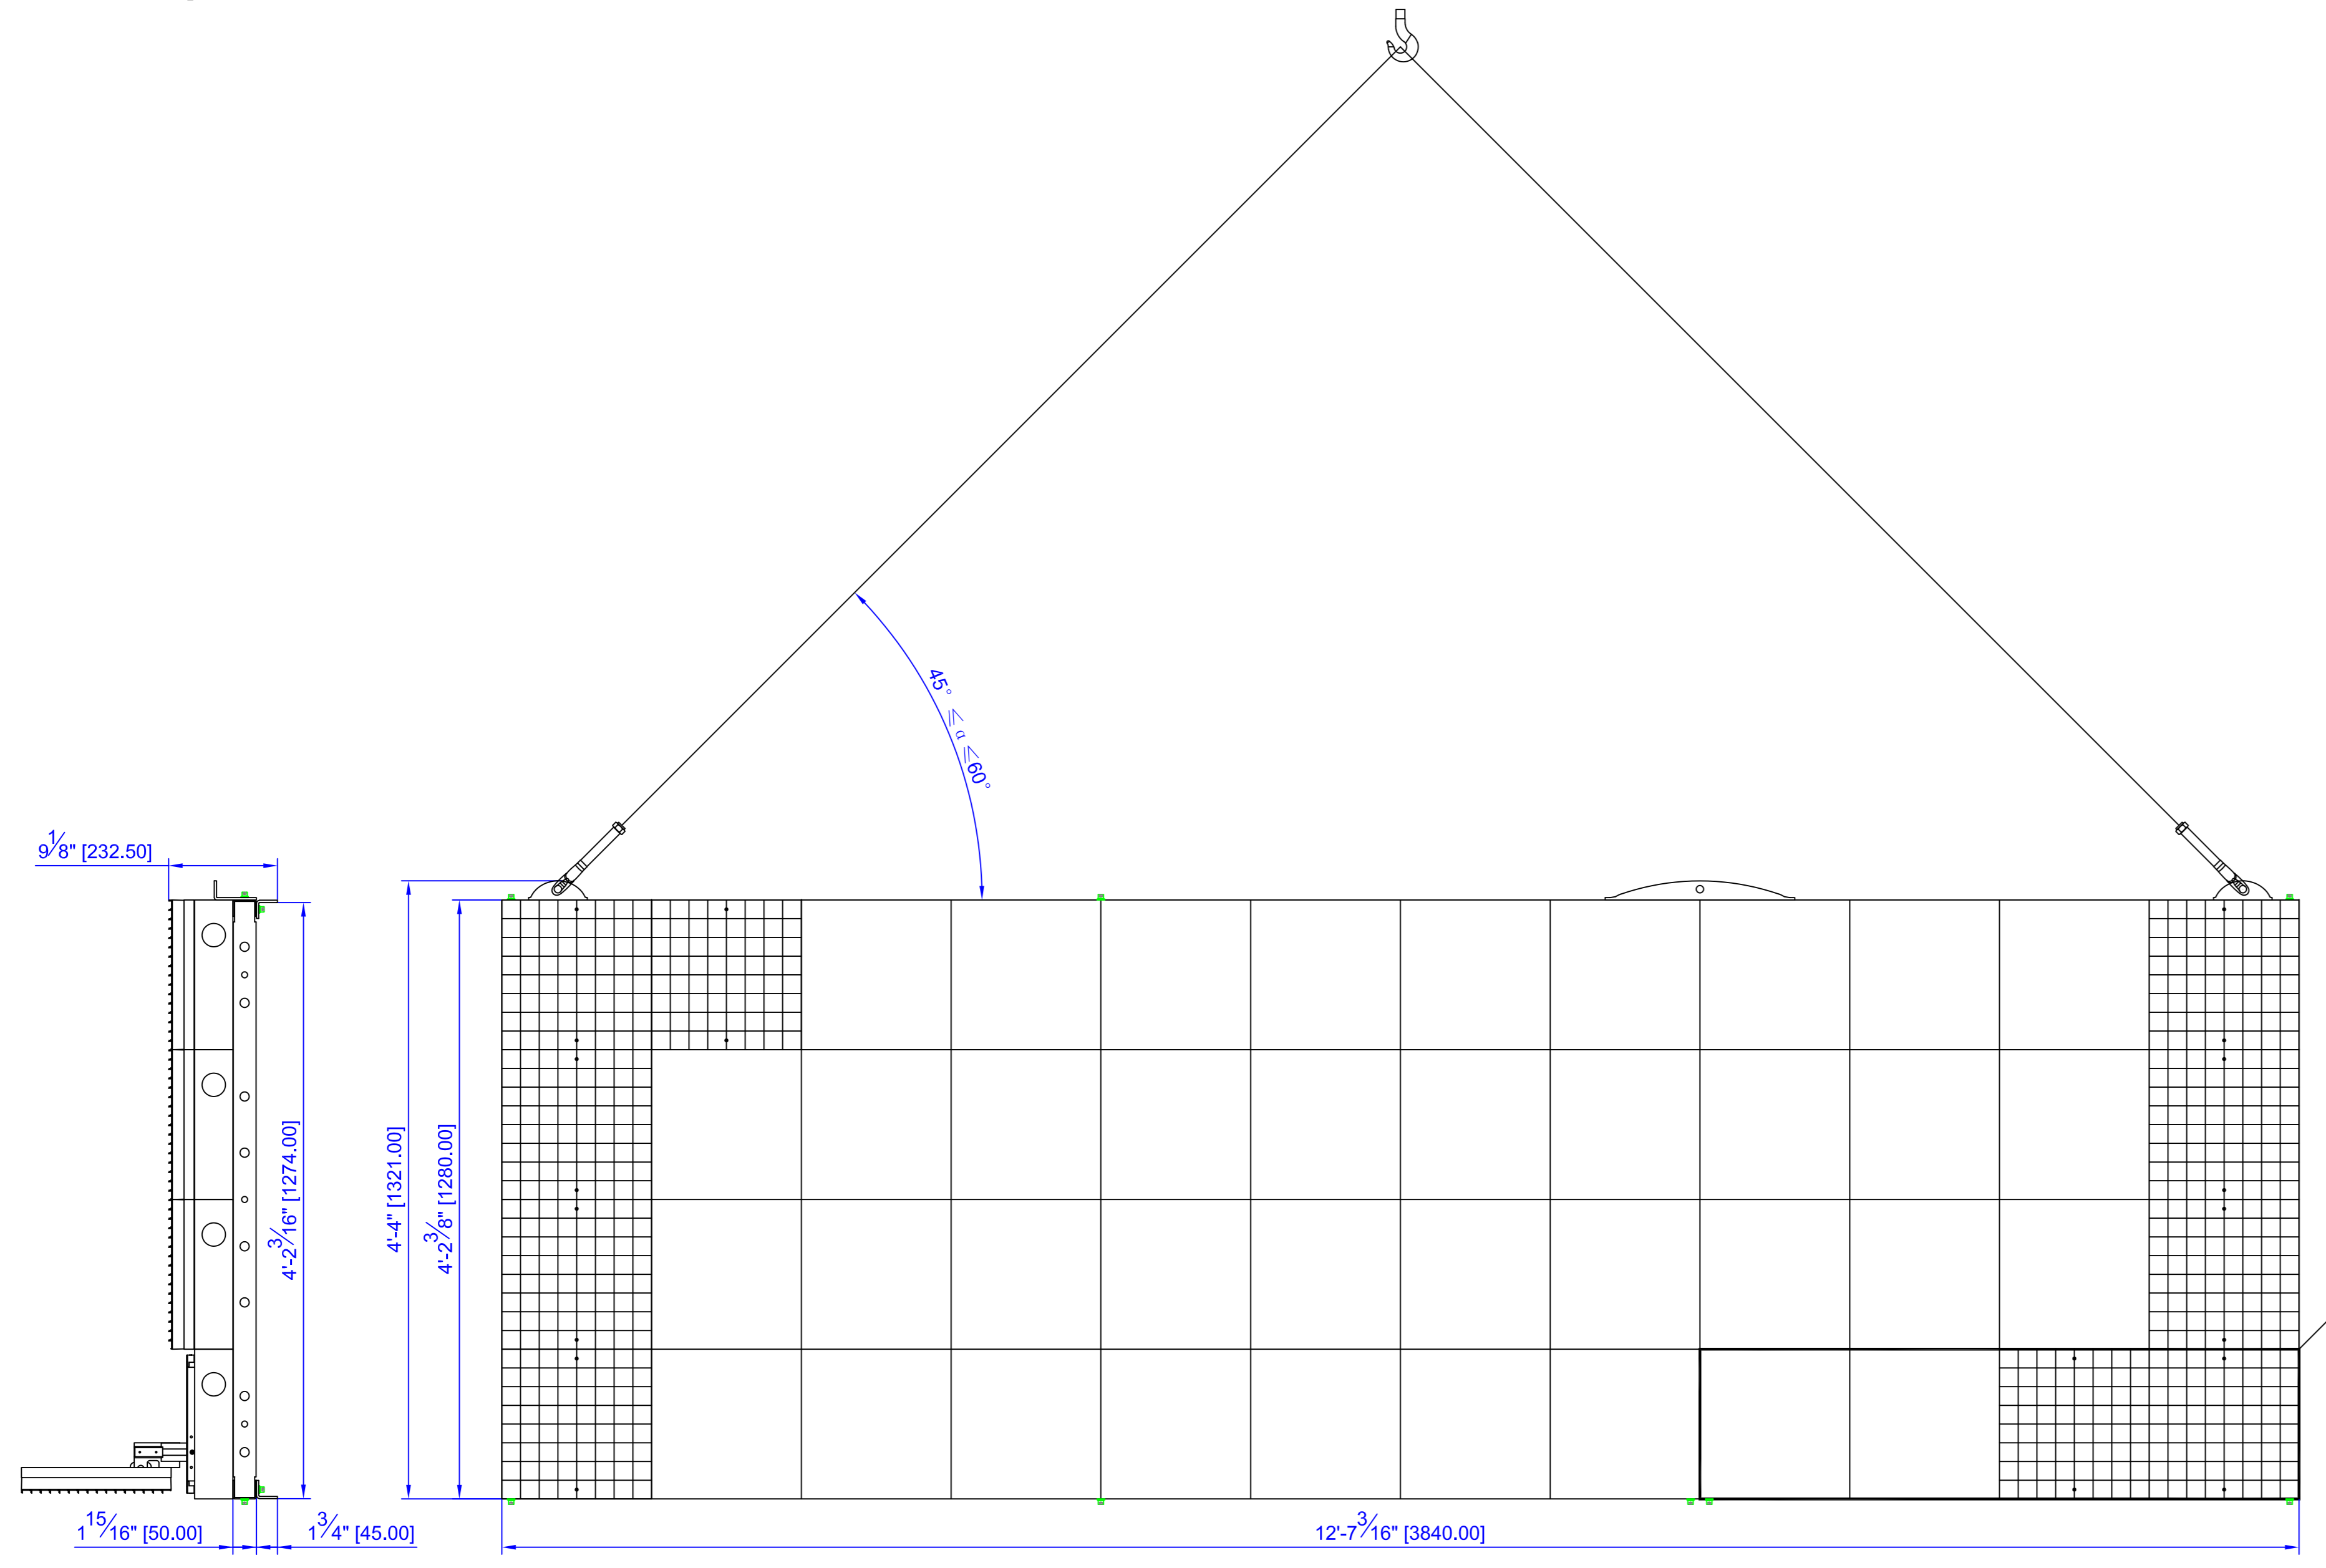 45° ≤ α ≤60°
9 1/8" [232.50]
4'-2 3/16" [1274.00]
4'-4" [1321.00]
4'-2 3/8" [1280.00]
1 15/16" [50.00]
1 3/4" [45.00]
12'-7 3/16" [3840.00]